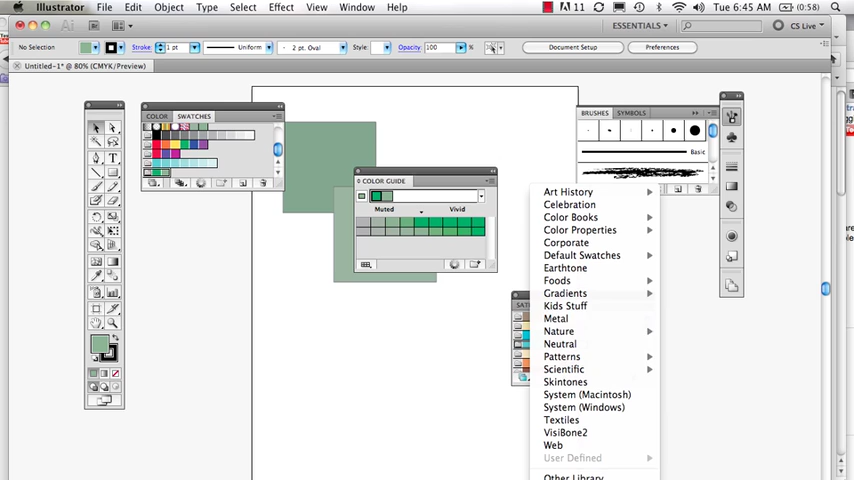 Illustrator File Edit Object Type Select Effect View Window Help 11 Tue 6:45 AM (0:58)
Ai Br ESSENTIALS CS Live
No Selection Stroke: 1 pt Uniform 2 pt. Oval Style: Opacity: 100 % Document Setup Preferences
Untitled-1* @ 80% (CMYK/Preview)
COLOR SWATCHES
BRUSHES SYMBOLS
Basic
COLOR GUIDE
Muted Vivid
Art History
Celebration
Color Books
Color Properties
Corporate
Default Swatches
Earthtone
Foods
Gradients
Kids Stuff
Metal
Nature
Neutral
Patterns
Scientific
Skintones
System (Macintosh)
System (Windows)
Textiles
VisiBone2
Web
User Defined
Other Library